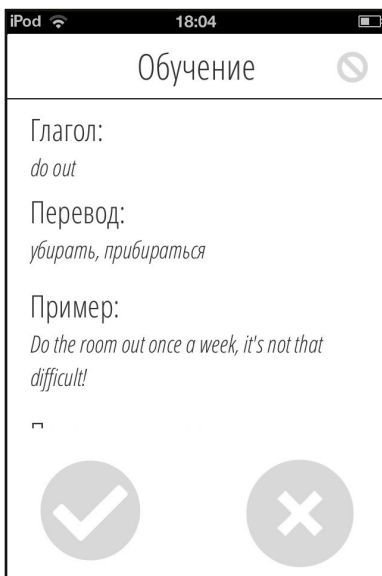 iPod 18:04
Обучение
Глагол:
do out
Перевод:
убирать, прибираться
Пример:
Do the room out once a week, it's not that
difficult!